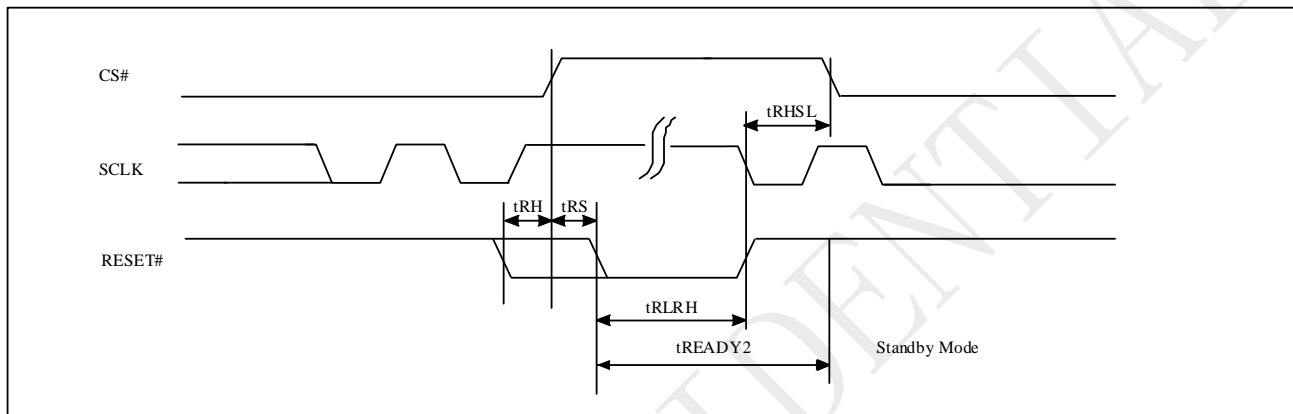 CS#
tRHSL
SCLK
tRH tRS
RESET#
tRLRH
tREADY2 Standby Mode